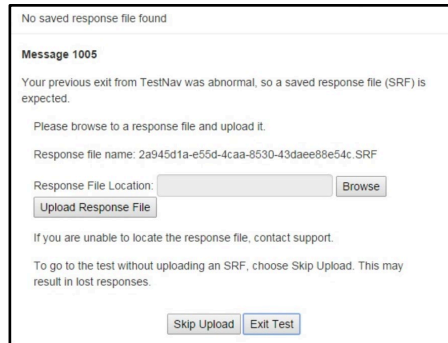 No saved response file found
Message 1005
Your previous exit from TestNav was abnormal, so a saved response file (SRF) is
expected.
Please browse to a response file and upload it.
Response file name: 2a945d1a-e55d-4caa-8530-43daee88e54c.SRF
Response File Location: Browse
Upload Response File
If you are unable to locate the response file, contact support.
To go to the test without uploading an SRF, choose Skip Upload. This may
result in lost responses.
Skip Upload Exit Test